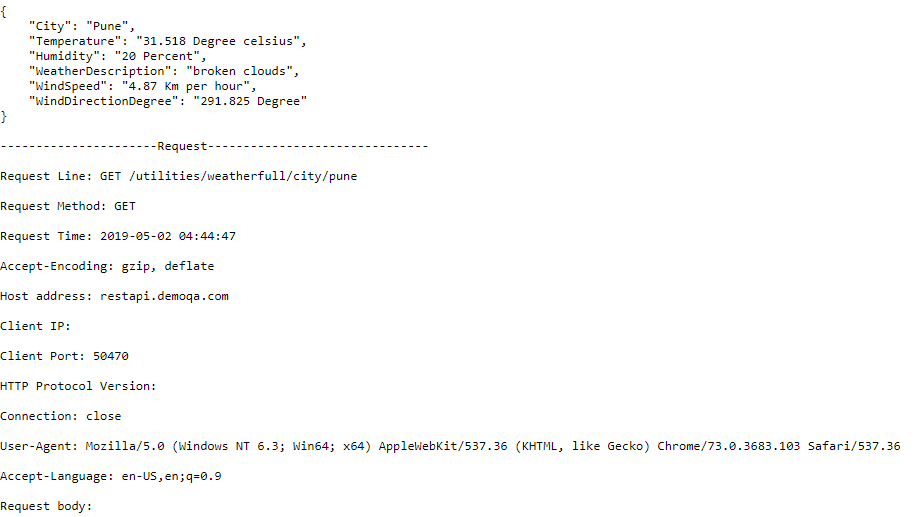 {
    "City": "Pune",
    "Temperature": "31.518 Degree celsius",
    "Humidity": "20 Percent",
    "WeatherDescription": "broken clouds",
    "WindSpeed": "4.87 Km per hour",
    "WindDirectionDegree": "291.825 Degree"
}
----------------------Request-------------------------------
Request Line: GET /utilities/weatherfull/city/pune
Request Method: GET
Request Time: 2019-05-02 04:44:47
Accept-Encoding: gzip, deflate
Host address: restapi.demoqa.com
Client IP:
Client Port: 50470
HTTP Protocol Version:
Connection: close
User-Agent: Mozilla/5.0 (Windows NT 6.3; Win64; x64) AppleWebKit/537.36 (KHTML, like Gecko) Chrome/73.0.3683.103 Safari/537.36
Accept-Language: en-US,en;q=0.9
Request body: